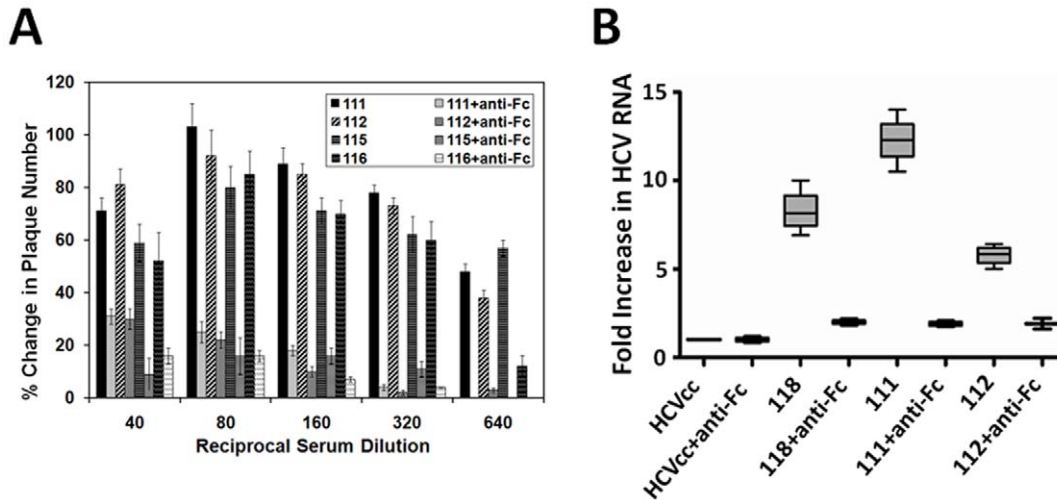 A
% Change in Plaque Number
120
100
80
60
40
20
0
111
111+anti-Fc
112
112+anti-Fc
115
115+anti-Fc
116
116+anti-Fc
40
80
160
320
640
Reciprocal Serum Dilution
B
Fold Increase in HCV RNA
15
10
5
0
HCVcc
HCVcc+anti-Fc
118
118+anti-Fc
111
111+anti-Fc
112
112+anti-Fc